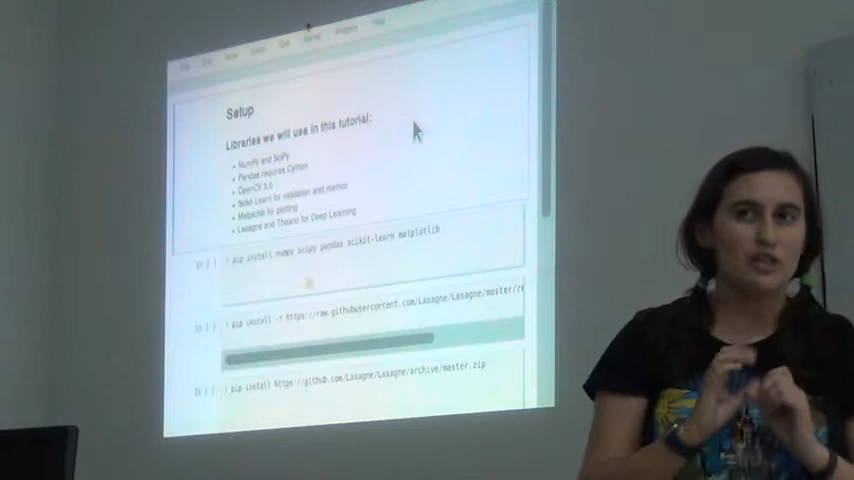 Setup
Libraries we will use in this tutorial:
• NumPy and SciPy
• Pandas requires Cython
• OpenCV 3.0
• Scikit-Learn for validation and metrics
• Matplotlib for plotting
• Lasagne and Theano for Deep Learning
In [ ] ! pip install numpy scipy pandas scikit-learn matplotlib
In [ ] ! pip install -r https://raw.githubusercontent.com/Lasagne/Lasagne/master/re
In [ ] ! pip install https://github.com/Lasagne/Lasagne/archive/master.zip